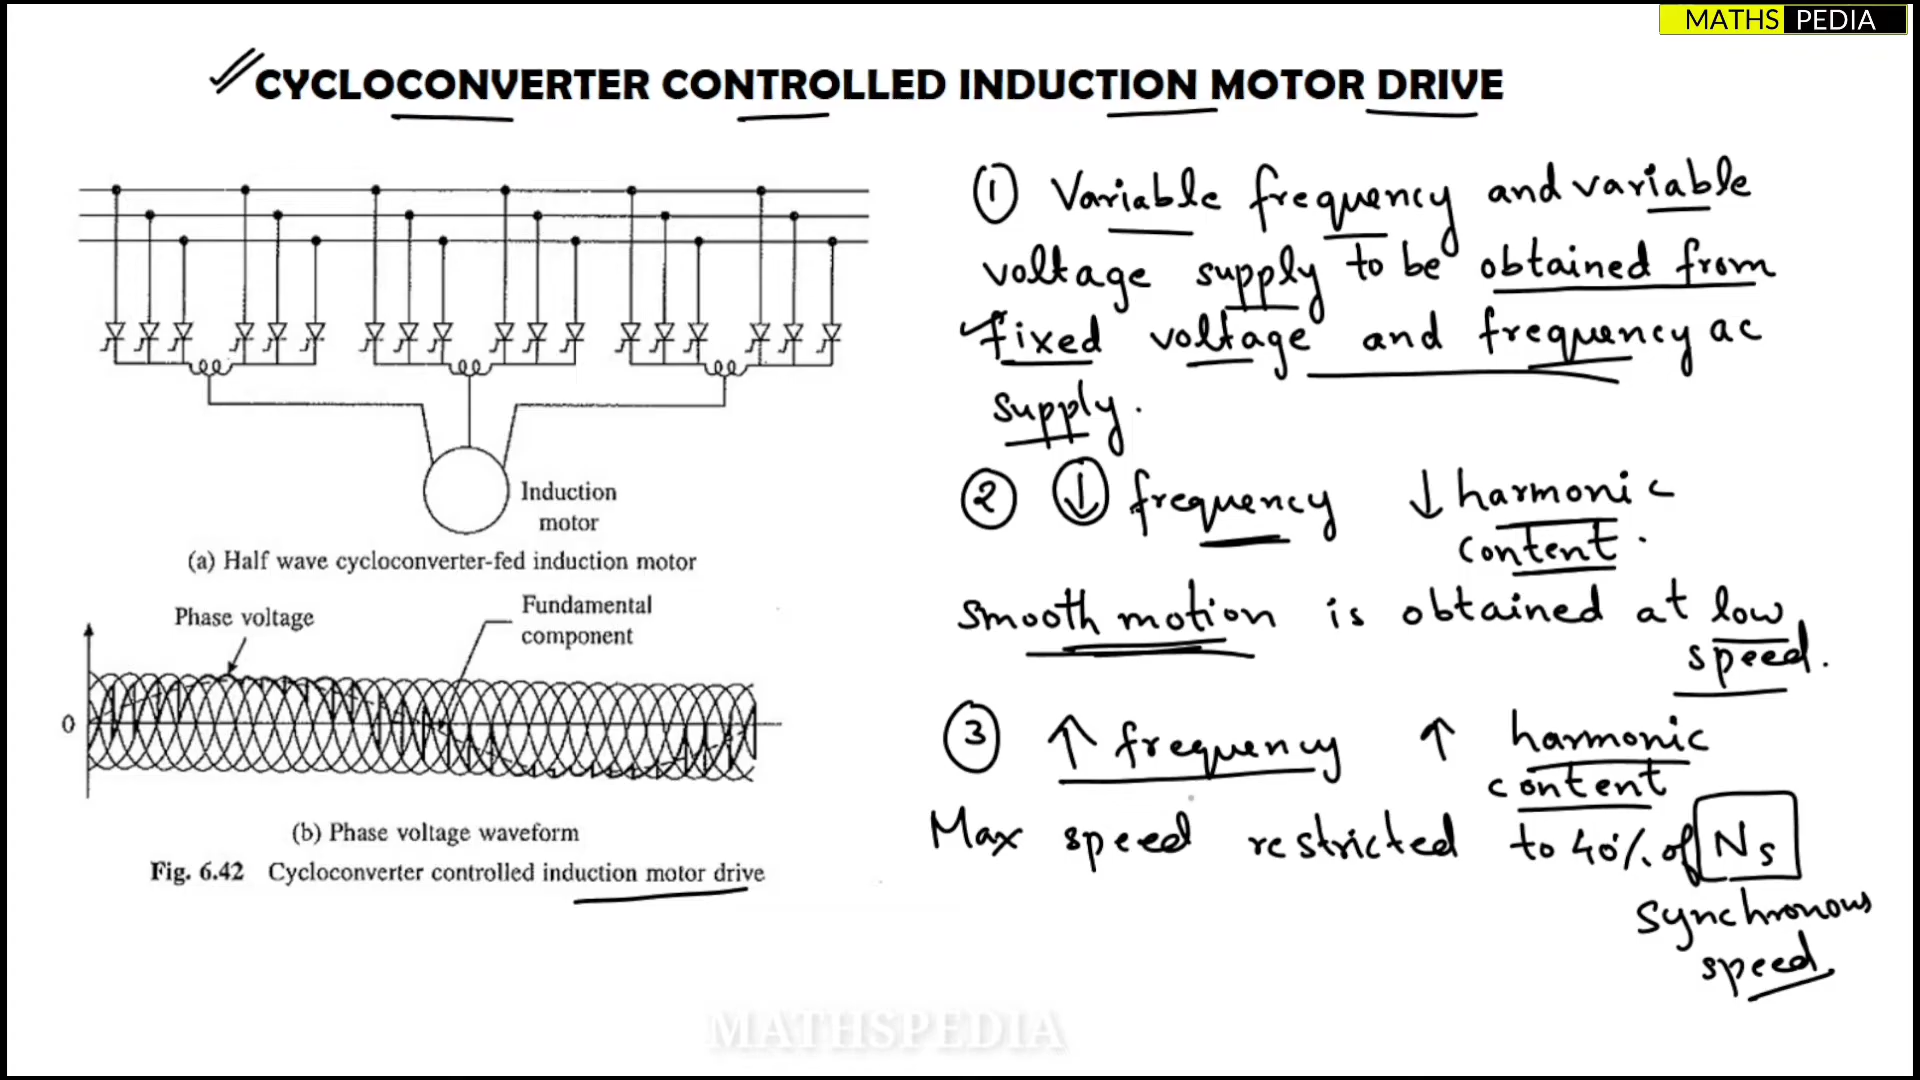 MATHS PEDIA
CYCLOCONVERTER CONTROLLED INDUCTION MOTOR DRIVE
Induction
motor
(a) Half wave cycloconverter-fed induction motor
Phase voltage
Fundamental
component
0
(b) Phase voltage waveform
Fig. 6.42 Cycloconverter controlled induction motor drive
① Variable frequency and variable
voltage supply to be obtained from
fixed voltage and frequency ac
supply.
② ↓ frequency ↓ harmonic
content.
Smooth motion is obtained at low
speed.
③ ↑ frequency ↑ harmonic
content
Max speed restricted to 40% of Ns
Synchronous
speed
MATHSPEDIA